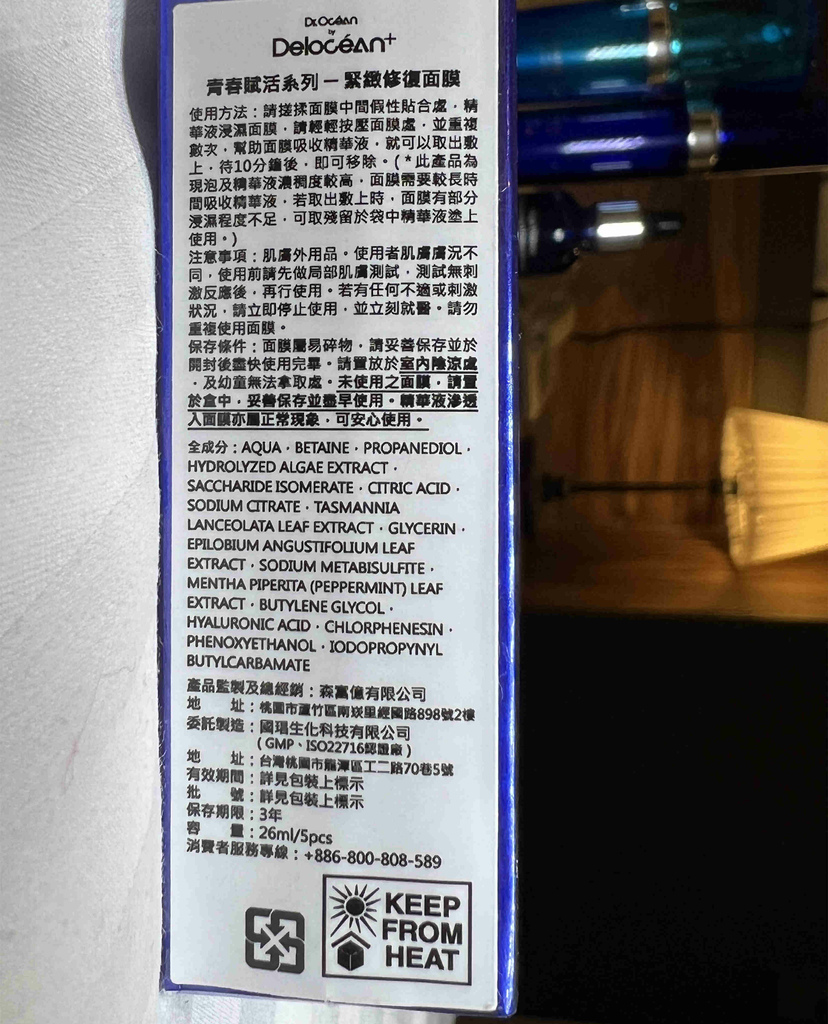 Dr.Océan
by
Delocéan+
青春賦活系列－緊緻修復面膜
使用方法：請搓揉面膜中間假性貼合處，精
華液浸濕面膜，請輕輕按壓面膜處，並重複
數次，幫助面膜吸收精華液，就可以取出敷
上，待10分鐘後，即可移除。(＊此產品為
現泡及精華液濃稠度較高，面膜需要較長時
間吸收精華液，若取出敷上時，面膜有部分
浸濕程度不足，可取殘留於袋中精華液塗上
使用。)
注意事項：肌膚外用品。使用者肌膚膚況不
同，使用前請先做局部肌膚測試，測試無刺
激反應後，再行使用。若有任何不適或刺激
狀況，請立即停止使用，並立刻就醫。請勿
重複使用面膜。
保存條件：面膜屬易碎物，請妥善保存並於
開封後盡快使用完畢。請置放於室內陰涼處
，及幼童無法拿取處。未使用之面膜，請置
於盒中，妥善保存並盡早使用。精華液滲透
入面膜亦屬正常現象，可安心使用。
全成分：AQUA·BETAINE·PROPANEDIOL·
HYDROLYZED ALGAE EXTRACT·
SACCHARIDE ISOMERATE·CITRIC ACID·
SODIUM CITRATE·TASMANNIA
LANCEOLATA LEAF EXTRACT·GLYCERIN·
EPILOBIUM ANGUSTIFOLIUM LEAF
EXTRACT·SODIUM METABISULFITE·
MENTHA PIPERITA (PEPPERMINT) LEAF
EXTRACT·BUTYLENE GLYCOL·
HYALURONIC ACID·CHLORPHENESIN·
PHENOXYETHANOL·IODOPROPYNYL
BUTYLCARBAMATE
產品監製及總經銷：森富億有限公司
地　　址：桃園市蘆竹區南崁里經國路898號2樓
委託製造：國琩生化科技有限公司
（GMP、ISO22716認證廠）
地　　址：台灣桃園市龍潭區工二路70巷5號
有效期間：詳見包裝上標示
批　　號：詳見包裝上標示
保存期限：3年
容　　量：26ml/5pcs
消費者服務專線：+886-800-808-589
KEEP
FROM
HEAT